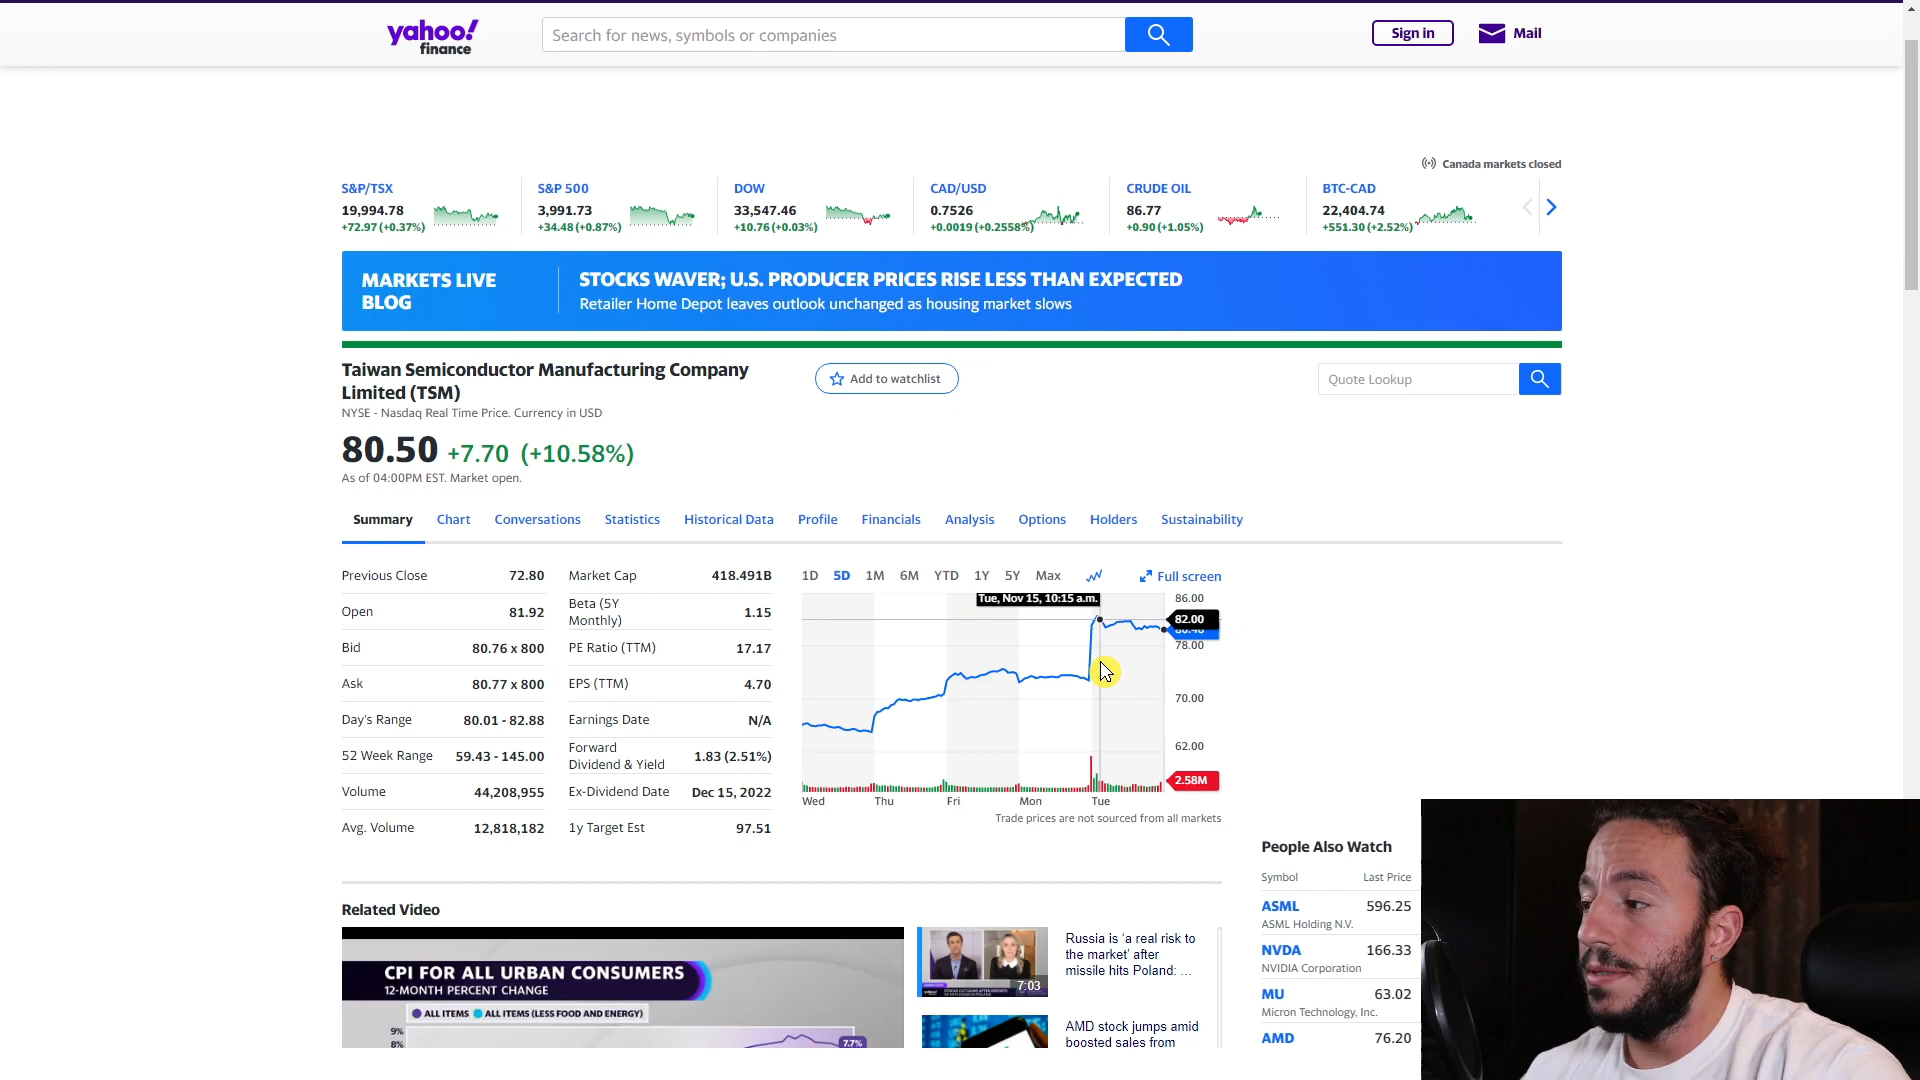 yahoo!
finance
Search for news, symbols or companies
Sign in
Mail
Canada markets closed
S&P/TSX
19,994.78
+72.97 (+0.37%)
S&P 500
3,991.73
+34.48 (+0.87%)
DOW
33,547.46
+10.76 (+0.03%)
CAD/USD
0.7526
+0.0019 (+0.2558%)
CRUDE OIL
86.77
+0.90 (+1.05%)
BTC-CAD
22,404.74
+551.30 (+2.52%)
MARKETS LIVE
BLOG
STOCKS WAVER; U.S. PRODUCER PRICES RISE LESS THAN EXPECTED
Retailer Home Depot leaves outlook unchanged as housing market slows
Taiwan Semiconductor Manufacturing Company
Limited (TSM)
NYSE - Nasdaq Real Time Price. Currency in USD
Add to watchlist
Quote Lookup
80.50 +7.70 (+10.58%)
As of 04:00PM EST. Market open.
Summary Chart Conversations Statistics Historical Data Profile Financials Analysis Options Holders Sustainability
Previous Close 72.80
Open 81.92
Bid 80.76 x 800
Ask 80.77 x 800
Day's Range 80.01 - 82.88
52 Week Range 59.43 - 145.00
Volume 44,208,955
Avg. Volume 12,818,182
Market Cap 418.491B
Beta (5Y
Monthly) 1.15
PE Ratio (TTM) 17.17
EPS (TTM) 4.70
Earnings Date N/A
Forward
Dividend & Yield 1.83 (2.51%)
Ex-Dividend Date Dec 15, 2022
1y Target Est 97.51
1D 5D 1M 6M YTD 1Y 5Y Max
Full screen
Tue, Nov 15, 10:15 a.m.
86.00
82.00
78.00
70.00
62.00
2.58M
Wed Thu Fri Mon Tue
Trade prices are not sourced from all markets
People Also Watch
Symbol Last Price
ASML 596.25
ASML Holding N.V.
NVDA 166.33
NVIDIA Corporation
MU 63.02
Micron Technology, Inc.
AMD 76.20
Related Video
CPI FOR ALL URBAN CONSUMERS
12-MONTH PERCENT CHANGE
ALL ITEMS ALL ITEMS (LESS FOOD AND ENERGY)
9%
8%
7.7%
7:03
Russia is ‘a real risk to
the market’ after
missile hits Poland: ...
AMD stock jumps amid
boosted sales from